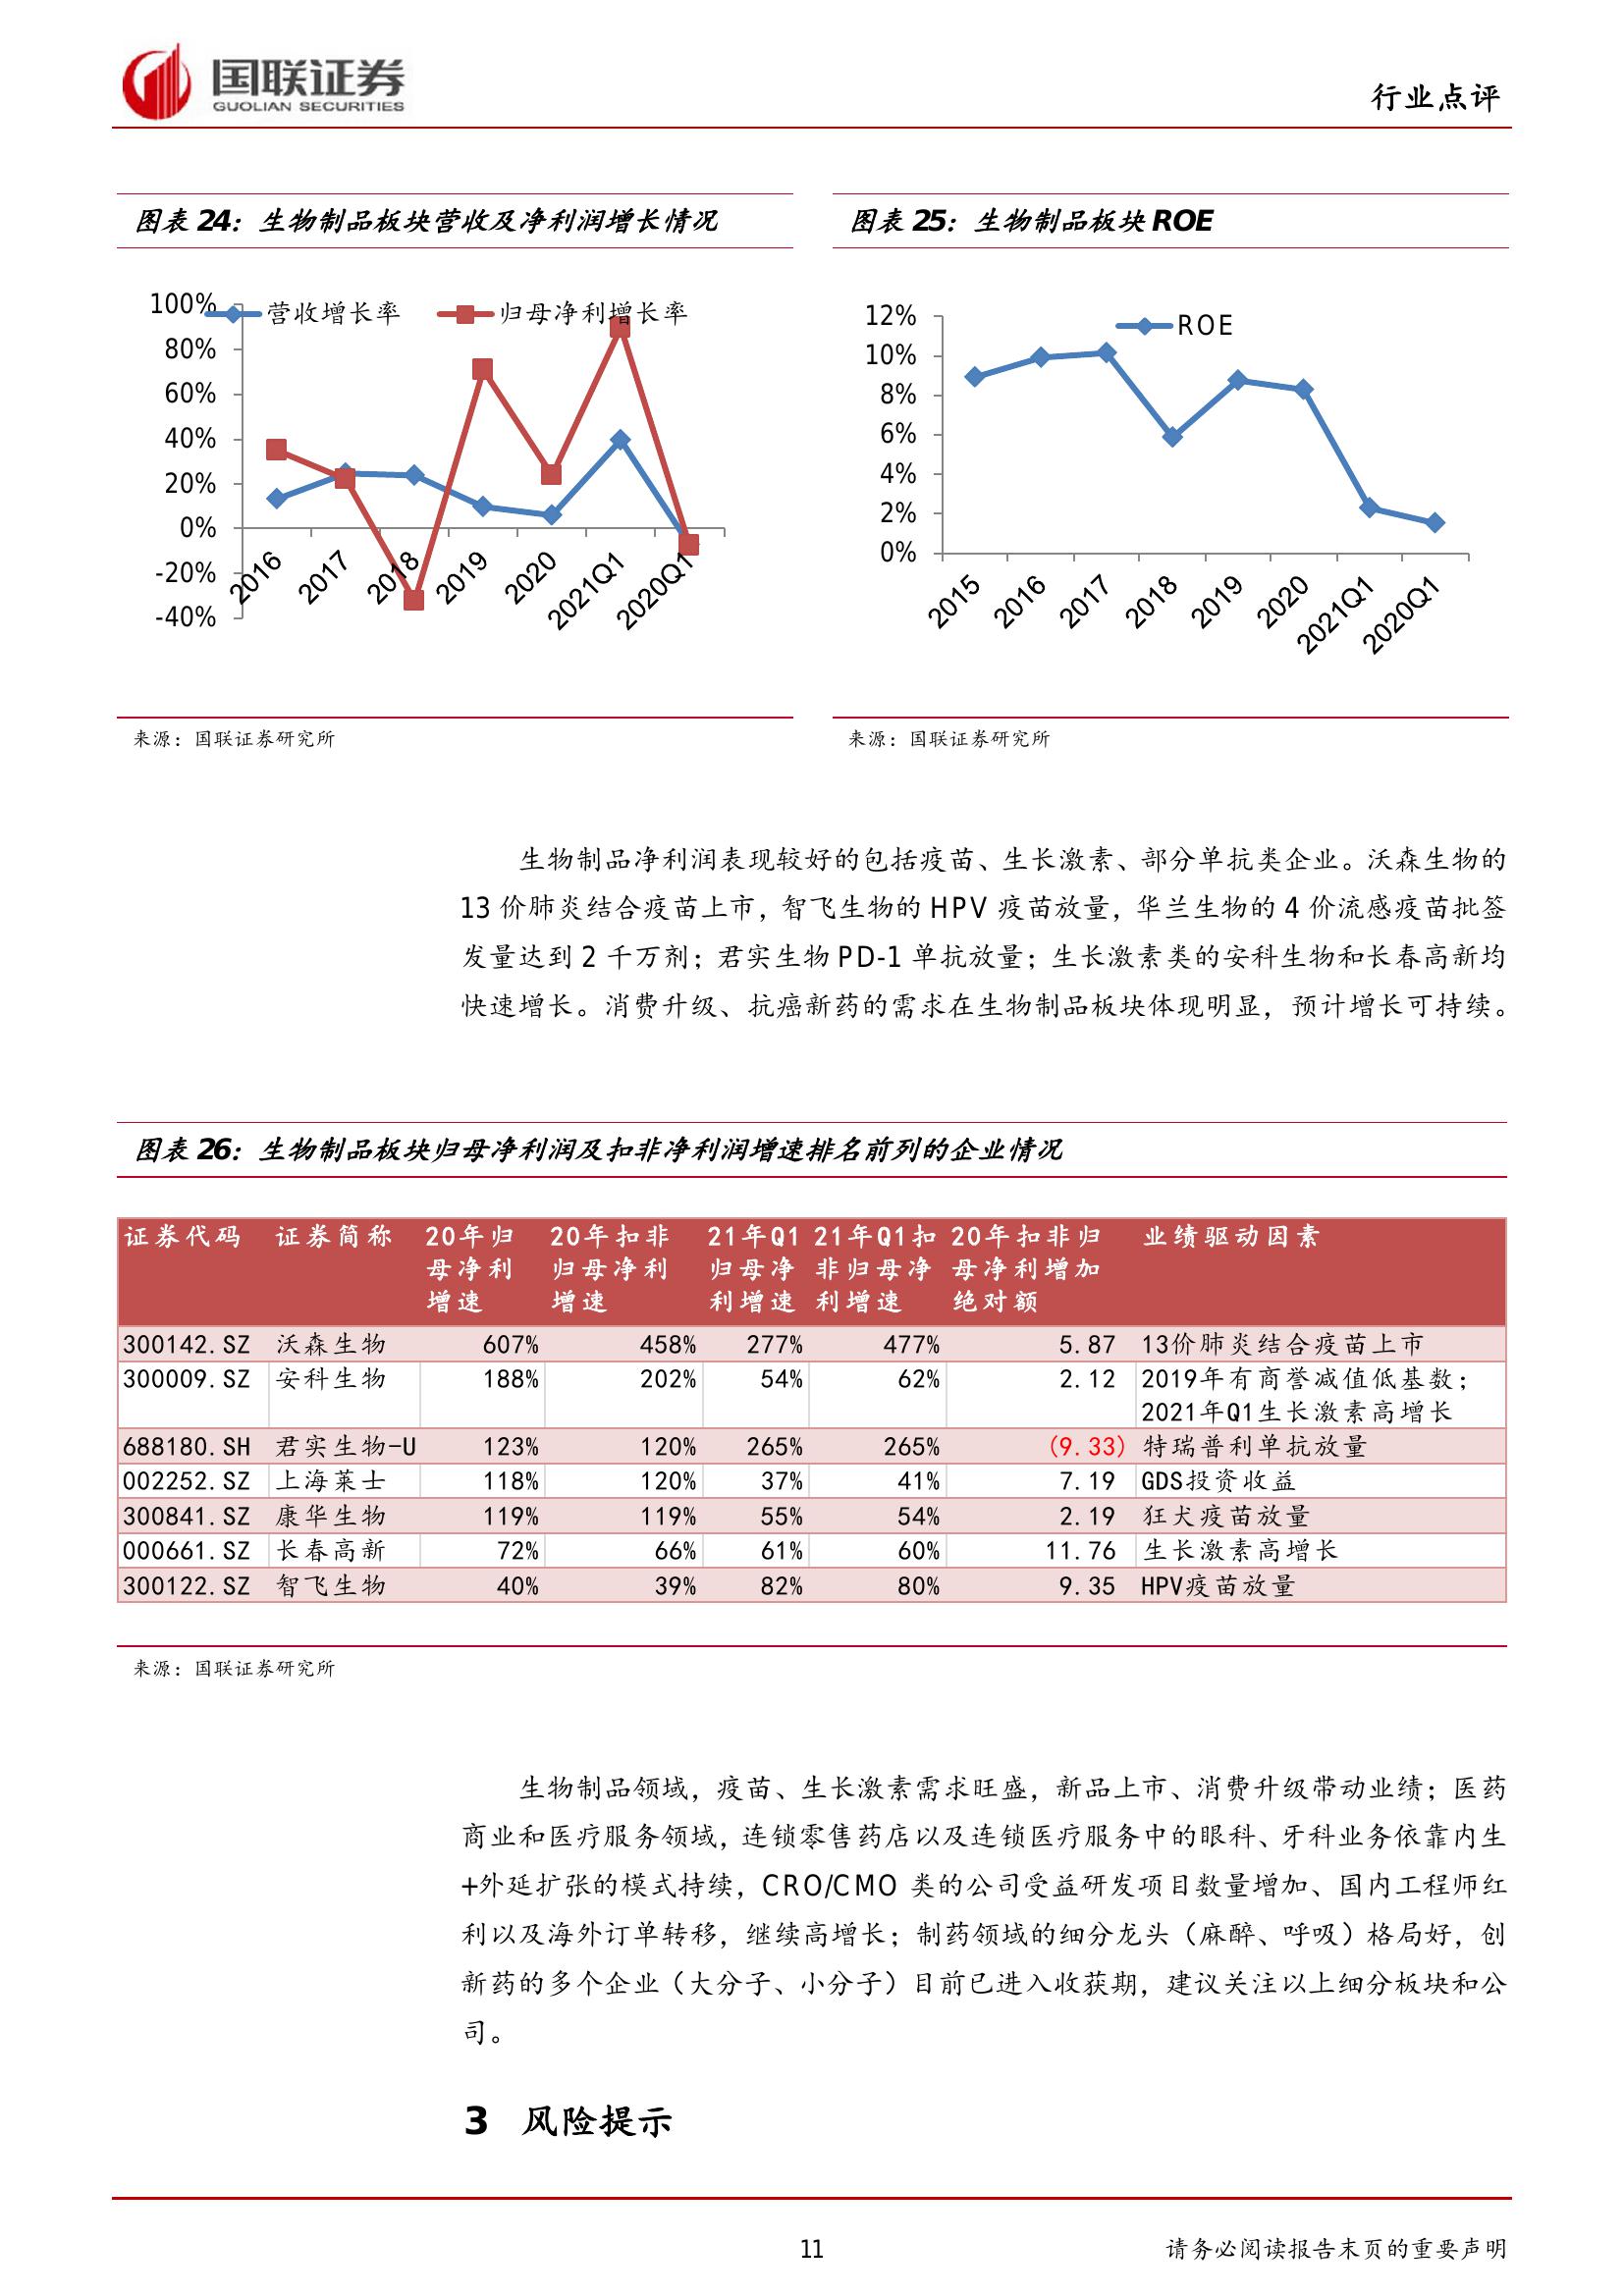 国联证券
GUOLIAN SECURITIES
行业点评
图表 24：生物制品板块营收及净利润增长情况
图表 25：生物制品板块 ROE
100%
80%
60%
40%
20%
0%
-20%
-40%
营收增长率
归母净利增长率
2016
2017
2018
2019
2020
2021Q1
2020Q1
12%
10%
8%
6%
4%
2%
0%
ROE
2015
2016
2017
2018
2019
2020
2021Q1
2020Q1
来源：国联证券研究所
来源：国联证券研究所
生物制品净利润表现较好的包括疫苗、生长激素、部分单抗类企业。沃森生物的
13 价肺炎结合疫苗上市，智飞生物的 HPV 疫苗放量，华兰生物的 4 价流感疫苗批签
发量达到 2 千万剂；君实生物 PD-1 单抗放量；生长激素类的安科生物和长春高新均
快速增长。消费升级、抗癌新药的需求在生物制品板块体现明显，预计增长可持续。
图表 26：生物制品板块归母净利润及扣非净利润增速排名前列的企业情况
证券代码 证券简称 20年归 20年扣非 21年Q1 21年Q1扣 20年扣非归 业绩驱动因素
母净利 归母净利 归母净 非归母净 母净利增加
增速 增速 利增速 利增速 绝对额
300142.SZ 沃森生物 607% 458% 277% 477% 5.87 13价肺炎结合疫苗上市
300009.SZ 安科生物 188% 202% 54% 62% 2.12 2019年有商誉减值低基数；
2021年Q1生长激素高增长
688180.SH 君实生物-U 123% 120% 265% 265% (9.33) 特瑞普利单抗放量
002252.SZ 上海莱士 118% 120% 37% 41% 7.19 GDS投资收益
300841.SZ 康华生物 119% 119% 55% 54% 2.19 狂犬疫苗放量
000661.SZ 长春高新 72% 66% 61% 60% 11.76 生长激素高增长
300122.SZ 智飞生物 40% 39% 82% 80% 9.35 HPV疫苗放量
来源：国联证券研究所
生物制品领域，疫苗、生长激素需求旺盛，新品上市、消费升级带动业绩；医药
商业和医疗服务领域，连锁零售药店以及连锁医疗服务中的眼科、牙科业务依靠内生
+外延扩张的模式持续，CRO/CMO 类的公司受益研发项目数量增加、国内工程师红
利以及海外订单转移，继续高增长；制药领域的细分龙头（麻醉、呼吸）格局好，创
新药的多个企业（大分子、小分子）目前已进入收获期，建议关注以上细分板块和公
司。
3 风险提示
11
请务必阅读报告末页的重要声明